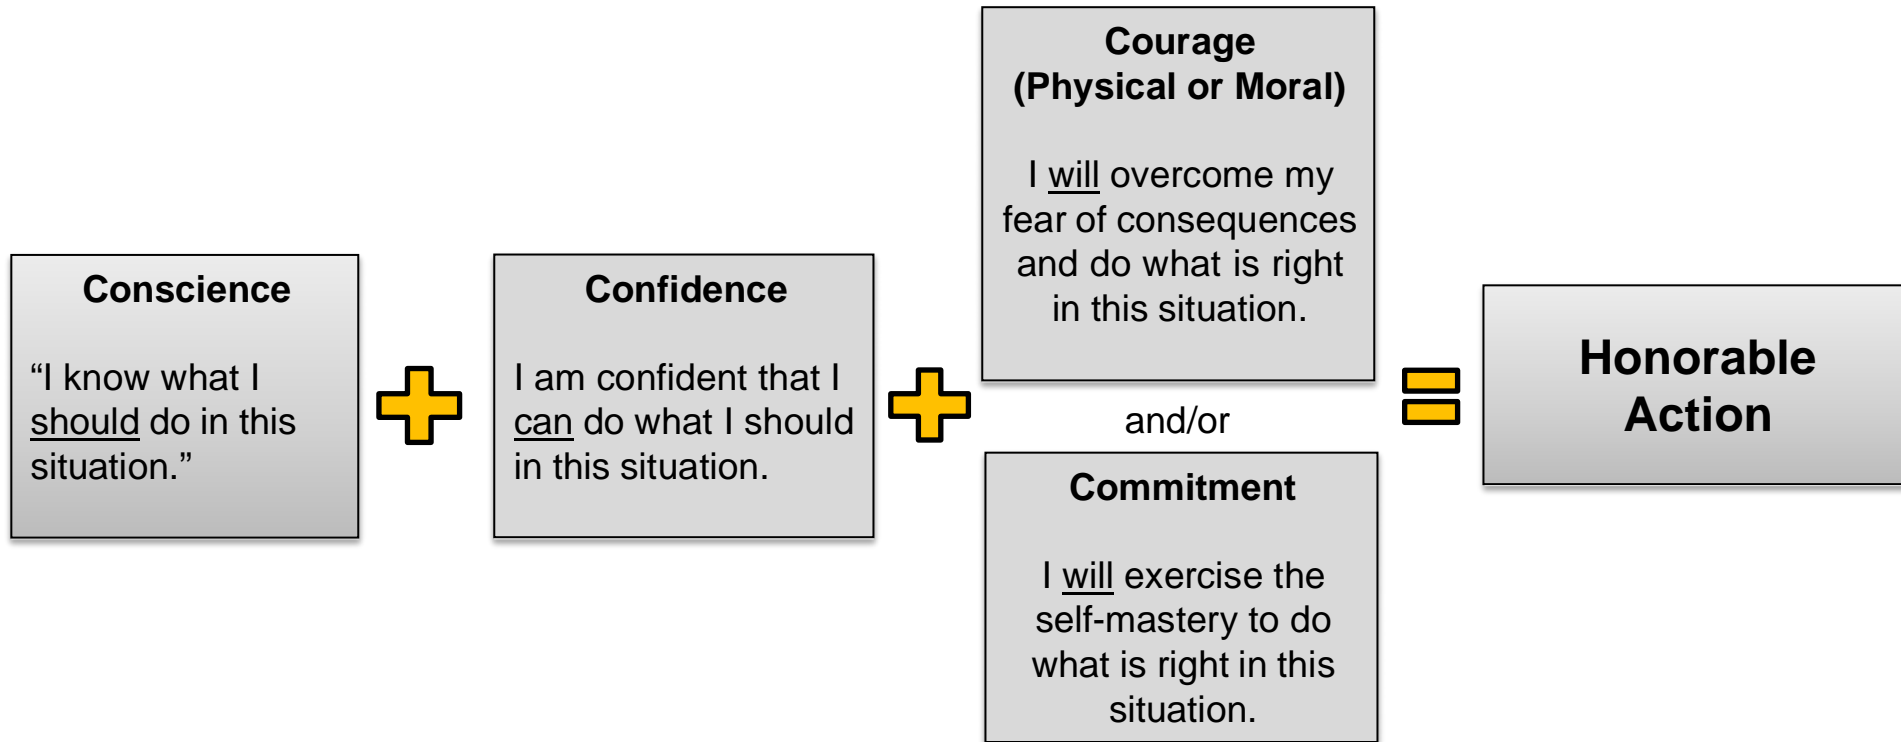 Conscience
“I know what I
should do in this
situation.”
Confidence
I am confident that I
can do what I should
in this situation.
Courage
(Physical or Moral)
I will overcome my
fear of consequences
and do what is right
in this situation.
and/or
Commitment
I will exercise the
self-mastery to do
what is right in this
situation.
Honorable
Action